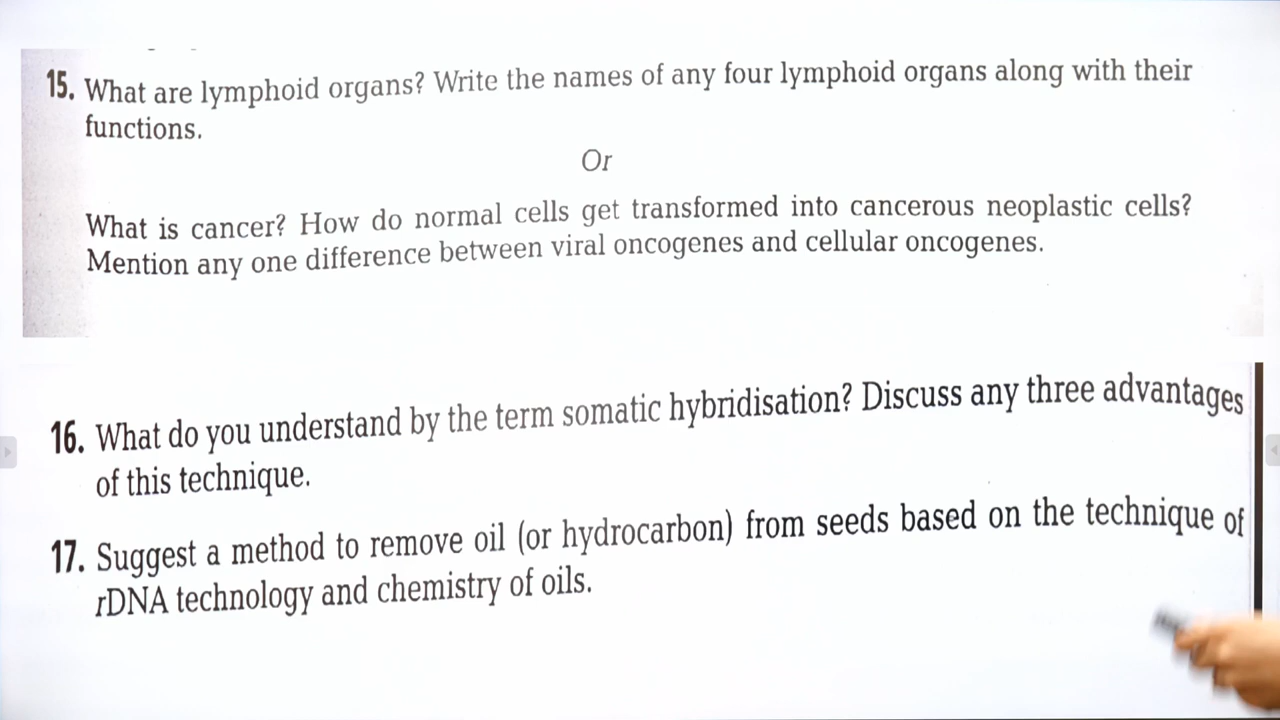 15. What are lymphoid organs? Write the names of any four lymphoid organs along with their
functions.
Or
What is cancer? How do normal cells get transformed into cancerous neoplastic cells?
Mention any one difference between viral oncogenes and cellular oncogenes.
16. What do you understand by the term somatic hybridisation? Discuss any three advantages
of this technique.
17. Suggest a method to remove oil (or hydrocarbon) from seeds based on the technique of
rDNA technology and chemistry of oils.